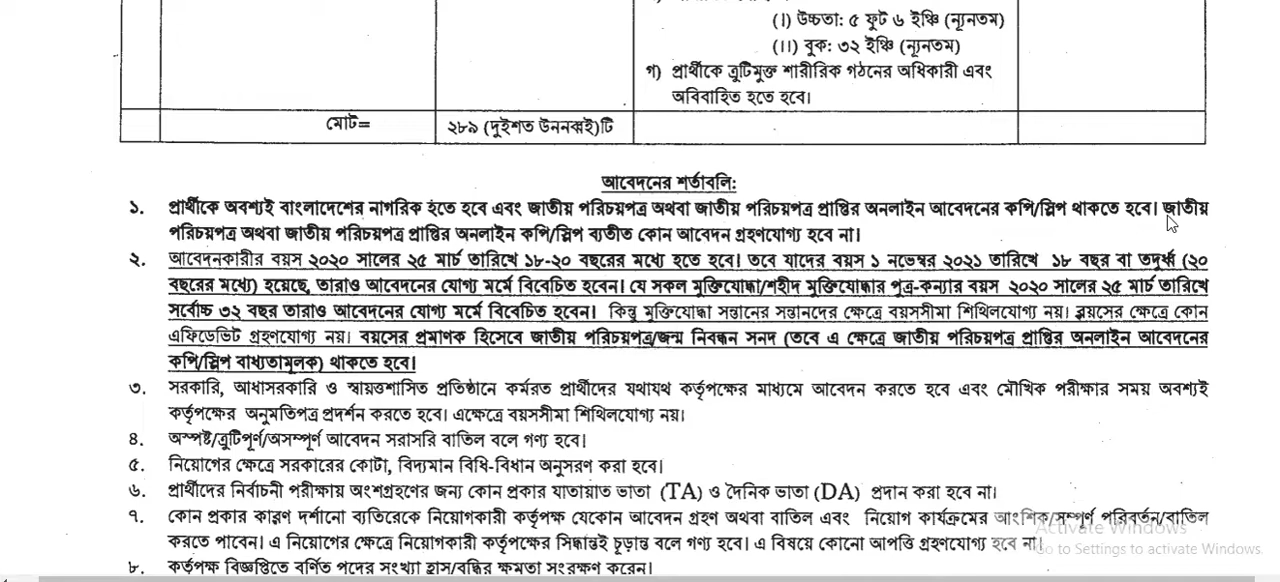 (I) উচ্চতা: ৫ ফুট ৬ ইঞ্চি (ন্যূনতম)
(II) বুক: ৩২ ইঞ্চি (ন্যূনতম)
গ) প্রার্থীকে ত্রুটিমুক্ত শারীরিক গঠনের অধিকারী এবং
অবিবাহিত হতে হবে।
মোট=
২৮৯ (দুইশত উননব্বই)টি
আবেদনের শর্তাবলি:
১. প্রার্থীকে অবশ্যই বাংলাদেশের নাগরিক হতে হবে এবং জাতীয় পরিচয়পত্র অথবা জাতীয় পরিচয়পত্র প্রাপ্তির অনলাইন আবেদনের কপি/স্লিপ থাকতে হবে। জাতীয়
পরিচয়পত্র অথবা জাতীয় পরিচয়পত্র প্রাপ্তির অনলাইন কপি/স্লিপ ব্যতীত কোন আবেদন গ্রহণযোগ্য হবে না।
২. আবেদনকারীর বয়স ২০২০ সালের ২৫ মার্চ তারিখে ১৮-২০ বছরের মধ্যে হতে হবে। তবে যাদের বয়স ১ নভেম্বর ২০২১ তারিখে ১৮ বছর বা তদূর্ধ্ব (২০
বছরের মধ্যে) হয়েছে, তারাও আবেদনের যোগ্য মর্মে বিবেচিত হবেন। যে সকল মুক্তিযোদ্ধা/শহীদ মুক্তিযোদ্ধার পুত্র-কন্যার বয়স ২০২০ সালের ২৫ মার্চ তারিখে
সর্বোচ্চ ৩২ বছর তারাও আবেদনের যোগ্য মর্মে বিবেচিত হবেন। কিন্তু মুক্তিযোদ্ধা সন্তানের সন্তানদের ক্ষেত্রে বয়সসীমা শিথিলযোগ্য নয়। বয়সের ক্ষেত্রে কোন
এফিডেভিট গ্রহণযোগ্য নয়। বয়সের প্রমাণক হিসেবে জাতীয় পরিচয়পত্র/জন্ম নিবন্ধন সনদ (তবে এ ক্ষেত্রে জাতীয় পরিচয়পত্র প্রাপ্তির অনলাইন আবেদনের
কপি/স্লিপ বাধ্যতামূলক) থাকতে হবে।
৩. সরকারি, আধাসরকারি ও স্বায়ত্তশাসিত প্রতিষ্ঠানে কর্মরত প্রার্থীদের যথাযথ কর্তৃপক্ষের মাধ্যমে আবেদন করতে হবে এবং মৌখিক পরীক্ষার সময় অবশ্যই
কর্তৃপক্ষের অনুমতিপত্র প্রদর্শন করতে হবে। এক্ষেত্রে বয়সসীমা শিথিলযোগ্য নয়।
৪. অস্পষ্ট/ত্রুটিপূর্ণ/অসম্পূর্ণ আবেদন সরাসরি বাতিল বলে গণ্য হবে।
৫. নিয়োগের ক্ষেত্রে সরকারের কোটা, বিদ্যমান বিধি-বিধান অনুসরণ করা হবে।
৬. প্রার্থীদের নির্বাচনী পরীক্ষায় অংশগ্রহণের জন্য কোন প্রকার যাতায়াত ভাতা (TA) ও দৈনিক ভাতা (DA) প্রদান করা হবে না।
৭. কোন প্রকার কারণ দর্শানো ব্যতিরেকে নিয়োগকারী কর্তৃপক্ষ যেকোন আবেদন গ্রহণ অথবা বাতিল এবং নিয়োগ কার্যক্রমের আংশিক/সম্পূর্ণ পরিবর্তন/বাতিল
করতে পাবেন। এ নিয়োগের ক্ষেত্রে নিয়োগকারী কর্তৃপক্ষের সিদ্ধান্তই চূড়ান্ত বলে গণ্য হবে। এ বিষয়ে কোনো আপত্তি গ্রহণযোগ্য হবে না।
Activate Windows
Go to Settings to activate Windows.
৮. কর্তৃপক্ষ বিজ্ঞপ্তিতে বর্ণিত পদের সংখ্যা হ্রাস/বৃদ্ধির ক্ষমতা সংরক্ষণ করেন।